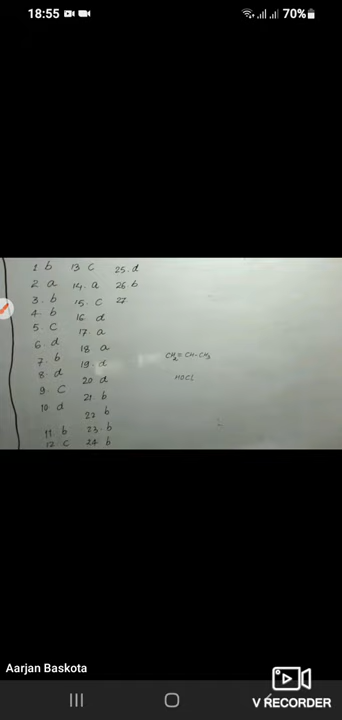 18:55
70%
1. b 13 C 25. d
2 a 14. a 26. b
3. b 15. C 27
4. b 16. d
5. C 17. a
6. d 18 a
7. b 19. d
8. d 20. d
9. C 21. b
10. d 22 b
11. b 23. b
12. C 24. b
CH₂=CH-CH₃
HOCl
Aarjan Baskota
V RECORDER